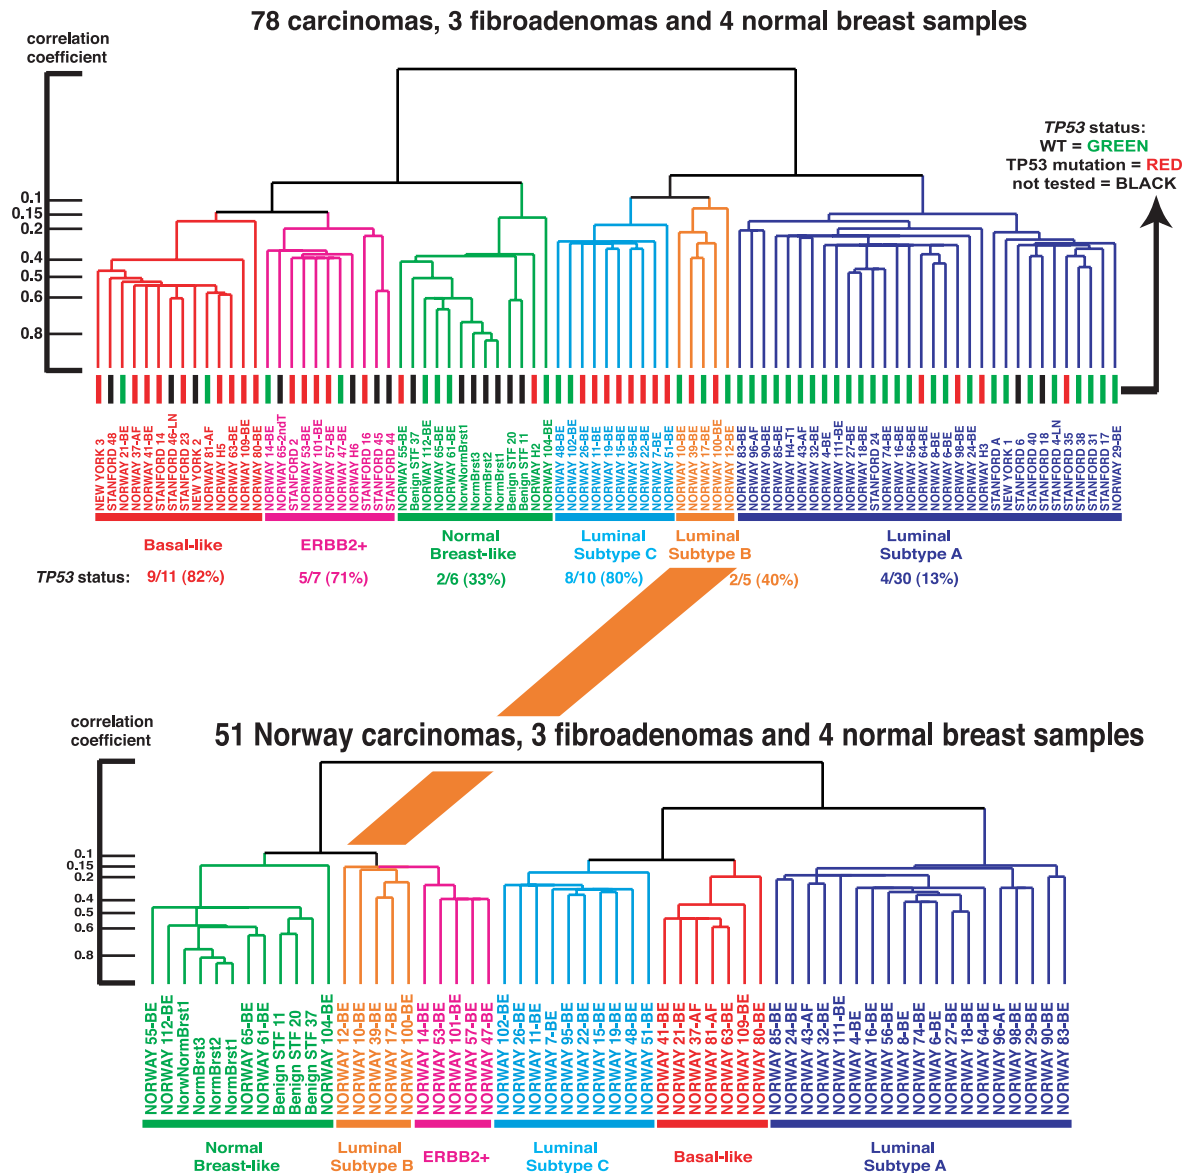 78 carcinomas, 3 fibroadenomas and 4 normal breast samples
correlation
coefficient
TP53 status:
WT = GREEN
TP53 mutation = RED
not tested = BLACK
0.1
0.15
0.2
0.4
0.5
0.6
0.8
NEW YORK 3
STANFORD 48
NORWAY 21-BE
NORWAY 37-AF
NORWAY 41-BE
STANFORD 14
STANFORD 46-LN
STANFORD 23
NEW YORK 2
NORWAY 81-AF
NORWAY H5
NORWAY 63-BE
NORWAY 109-BE
NORWAY 80-BE
NORWAY 14-BE
NORWAY 65-2ndT
STANFORD 2
NORWAY 53-BE
NORWAY 101-BE
NORWAY 57-BE
NORWAY 47-BE
NORWAY H6
STANFORD 16
STANFORD 45
STANFORD 44
NORWAY 55-BE
Benign STF 37
NORWAY 112-BE
NORWAY 65-BE
NORWAY 61-BE
NorwNormBrst1
NormBrst3
NormBrst2
NormBrst1
Benign STF 20
Benign STF 11
NORWAY H2
NORWAY 104-BE
NORWAY 48-BE
NORWAY 102-BE
NORWAY 26-BE
NORWAY 11-BE
NORWAY 19-BE
NORWAY 15-BE
NORWAY 95-BE
NORWAY 22-BE
NORWAY 7-BE
NORWAY 51-BE
NORWAY 10-BE
NORWAY 39-BE
NORWAY 17-BE
NORWAY 100-BE
NORWAY 12-BE
NORWAY 83-BE
NORWAY 96-AF
NORWAY 90-BE
NORWAY 85-BE
NORWAY H4-T1
NORWAY 43-AF
NORWAY 32-BE
NORWAY 4-BE
NORWAY 111-BE
NORWAY 27-BE
NORWAY 18-BE
STANFORD 24
NORWAY 74-BE
NORWAY 16-BE
NORWAY 56-BE
NORWAY 64-BE
NORWAY 8-BE
NORWAY 6-BE
NORWAY 98-BE
NORWAY 24-BE
NORWAY H3
STANFORD A
NEW YORK 1
STANFORD 6
STANFORD 40
STANFORD 18
STANFORD 4-LN
STANFORD 35
STANFORD 38
STANFORD 31
STANFORD 17
NORWAY 29-BE
Basal-like
ERBB2+
Normal
Breast-like
Luminal
Subtype C
Luminal
Subtype B
Luminal
Subtype A
TP53 status:
9/11 (82%)
5/7 (71%)
2/6 (33%)
8/10 (80%)
2/5 (40%)
4/30 (13%)
correlation
coefficient
51 Norway carcinomas, 3 fibroadenomas and 4 normal breast samples
0.1
0.15
0.2
0.4
0.5
0.6
0.8
NORWAY 55-BE
NORWAY 112-BE
NorwNormBrst1
NormBrst3
NormBrst2
NormBrst1
NORWAY 65-BE
NORWAY 61-BE
Benign STF 11
Benign STF 20
Benign STF 37
NORWAY 104-BE
NORWAY 12-BE
NORWAY 10-BE
NORWAY 39-BE
NORWAY 17-BE
NORWAY 100-BE
NORWAY 14-BE
NORWAY 53-BE
NORWAY 101-BE
NORWAY 57-BE
NORWAY 47-BE
NORWAY 102-BE
NORWAY 26-BE
NORWAY 11-BE
NORWAY 7-BE
NORWAY 95-BE
NORWAY 22-BE
NORWAY 15-BE
NORWAY 19-BE
NORWAY 48-BE
NORWAY 51-BE
NORWAY 41-BE
NORWAY 21-BE
NORWAY 37-AF
NORWAY 81-AF
NORWAY 63-BE
NORWAY 109-BE
NORWAY 80-BE
NORWAY 85-BE
NORWAY 24-BE
NORWAY 43-AF
NORWAY 32-BE
NORWAY 111-BE
NORWAY 4-BE
NORWAY 16-BE
NORWAY 56-BE
NORWAY 8-BE
NORWAY 74-BE
NORWAY 6-BE
NORWAY 27-BE
NORWAY 18-BE
NORWAY 64-BE
NORWAY 96-AF
NORWAY 98-BE
NORWAY 29-BE
NORWAY 90-BE
NORWAY 83-BE
Normal
Breast-like
Luminal
Subtype B
ERBB2+
Luminal
Subtype C
Basal-like
Luminal
Subtype A